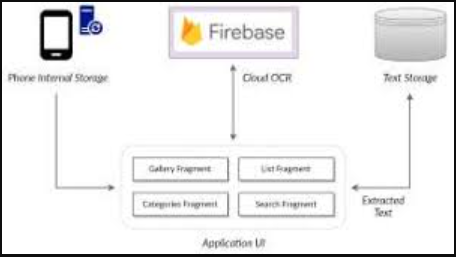 Firebase
Phone Internal Storage
Cloud OCR
Text Storage
Gallery Fragment
List Fragment
Categories Fragment
Search Fragment
Extracted
Text
Application UI